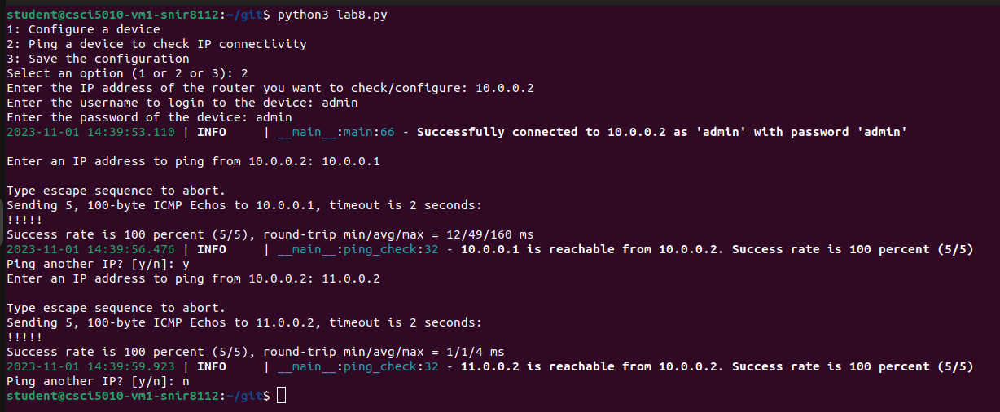 student@csci5010-vm1-snir8112:~/git$ python3 lab8.py
1: Configure a device
2: Ping a device to check IP connectivity
3: Save the configuration
Select an option (1 or 2 or 3): 2
Enter the IP address of the router you want to check/configure: 10.0.0.2
Enter the username to login to the device: admin
Enter the password of the device: admin
2023-11-01 14:39:53.110 | INFO     | __main__:main:66 - Successfully connected to 10.0.0.2 as 'admin' with password 'admin'
Enter an IP address to ping from 10.0.0.2: 10.0.0.1
Type escape sequence to abort.
Sending 5, 100-byte ICMP Echos to 10.0.0.1, timeout is 2 seconds:
!!!!!
Success rate is 100 percent (5/5), round-trip min/avg/max = 12/49/160 ms
2023-11-01 14:39:56.476 | INFO     | __main__:ping_check:32 - 10.0.0.1 is reachable from 10.0.0.2. Success rate is 100 percent (5/5)
Ping another IP? [y/n]: y
Enter an IP address to ping from 10.0.0.2: 11.0.0.2
Type escape sequence to abort.
Sending 5, 100-byte ICMP Echos to 11.0.0.2, timeout is 2 seconds:
!!!!!
Success rate is 100 percent (5/5), round-trip min/avg/max = 1/1/4 ms
2023-11-01 14:39:59.923 | INFO     | __main__:ping_check:32 - 11.0.0.2 is reachable from 10.0.0.2. Success rate is 100 percent (5/5)
Ping another IP? [y/n]: n
student@csci5010-vm1-snir8112:~/git$